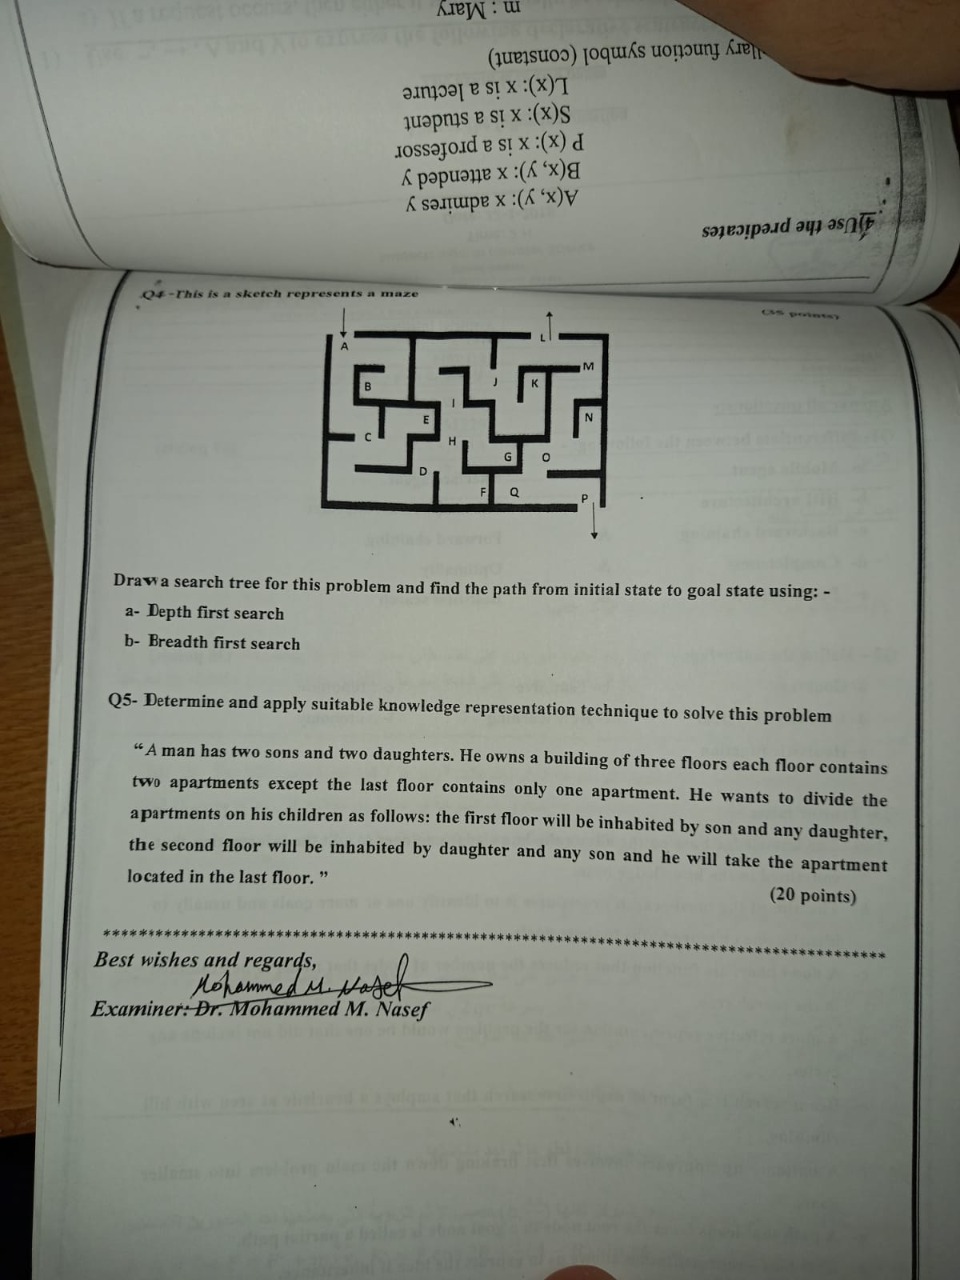 m : Mary
function symbol (constant)
L(x): x is a lecture
S(x): x is a student
P (x): x is a professor
B(x, y): x attended y
A(x, y): x admires y
4) Use the predicates
Q4 -This is a sketch represents a maze
points)
A
L
B
J
K
M
I
E
N
C
H
G
O
D
F
Q
P
Draw a search tree for this problem and find the path from initial state to goal state using: -
a- Depth first search
b- Breadth first search
Q5- Determine and apply suitable knowledge representation technique to solve this problem
“A man has two sons and two daughters. He owns a building of three floors each floor contains
two apartments except the last floor contains only one apartment. He wants to divide the
apartments on his children as follows: the first floor will be inhabited by son and any daughter,
the second floor will be inhabited by daughter and any son and he will take the apartment
located in the last floor. ”
(20 points)
Best wishes and regards,
Mohammed M. Nasef
Examiner: Dr. Mohammed M. Nasef